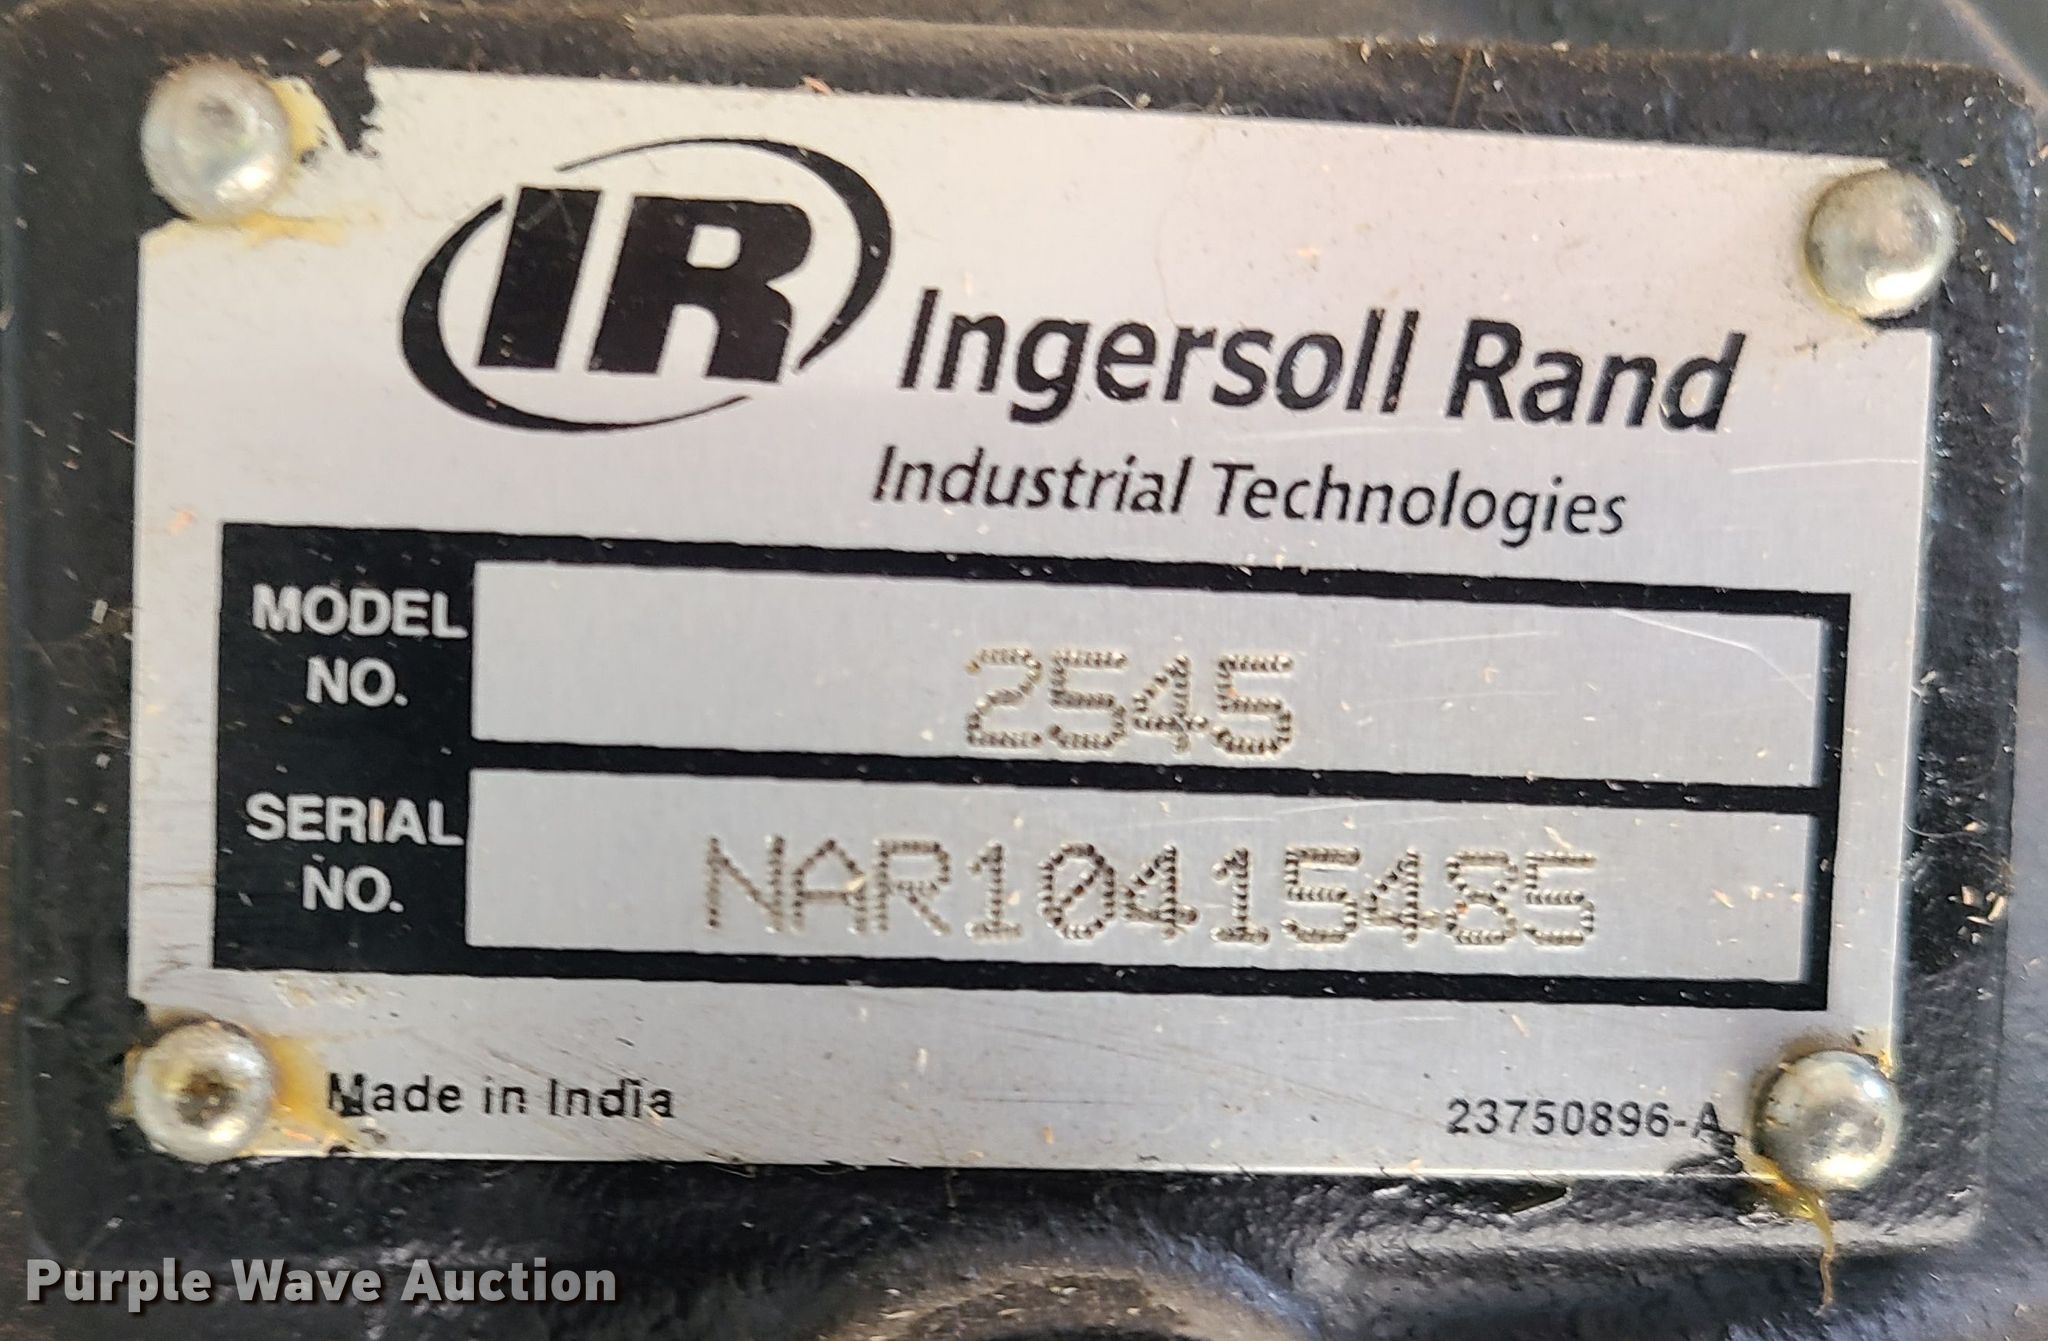 IR Ingersoll Rand
Industrial Technologies
MODEL NO. 2545
SERIAL NO. NAR10415485
Made in India 23750896-A
Purple Wave Auction